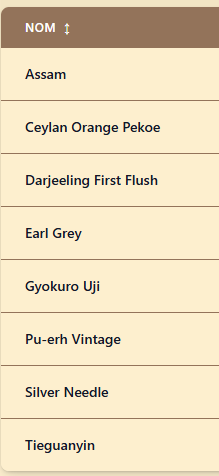 NOM ↕
Assam
Ceylan Orange Pekoe
Darjeeling First Flush
Earl Grey
Gyokuro Uji
Pu-erh Vintage
Silver Needle
Tieguanyin